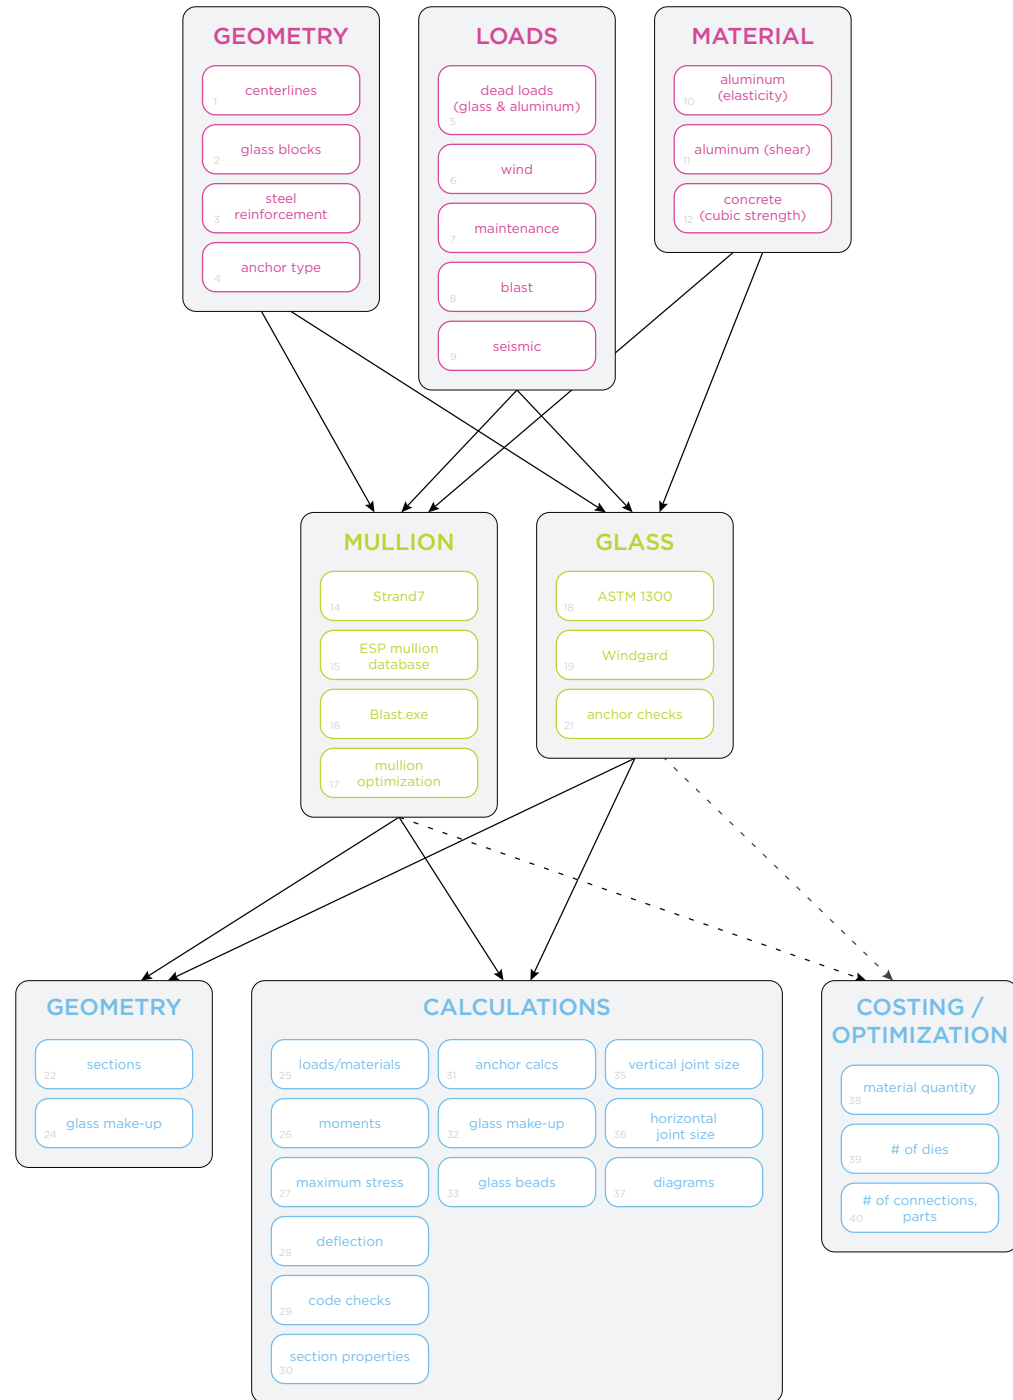 GEOMETRY
centerlines
1
glass blocks
2
steel
reinforcement
3
anchor type
4
LOADS
dead loads
(glass & aluminum)
5
wind
6
maintenance
7
blast
8
seismic
9
MATERIAL
aluminum
(elasticity)
10
aluminum (shear)
11
concrete
(cubic strength)
12
MULLION
Strand7
14
ESP mullion
database
15
Blast.exe
16
mullion
optimization
17
GLASS
ASTM 1300
18
Windgard
19
anchor checks
21
GEOMETRY
sections
22
glass make-up
24
CALCULATIONS
loads/materials
25
moments
26
maximum stress
27
deflection
28
code checks
29
section properties
30
anchor calcs
31
glass make-up
32
glass beads
33
vertical joint size
35
horizontal
joint size
36
diagrams
37
COSTING /
OPTIMIZATION
material quantity
38
# of dies
39
# of connections,
parts
40